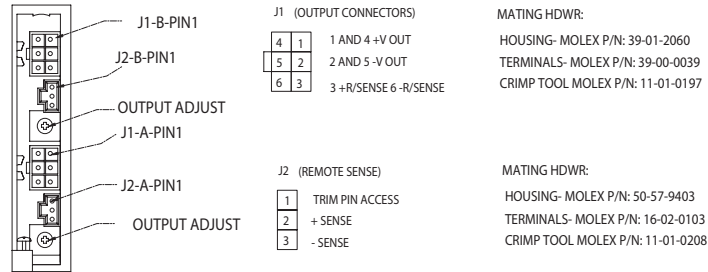 J1-B-PIN1
J2-B-PIN1
OUTPUT ADJUST
J1-A-PIN1
J2-A-PIN1
OUTPUT ADJUST
J1 (OUTPUT CONNECTORS)
4 1
5 2
6 3
1 AND 4 +V OUT
2 AND 5 -V OUT
3 +R/SENSE 6 -R/SENSE
MATING HDWR:
HOUSING- MOLEX P/N: 39-01-2060
TERMINALS- MOLEX P/N: 39-00-0039
CRIMP TOOL MOLEX P/N: 11-01-0197
J2 (REMOTE SENSE)
1 TRIM PIN ACCESS
2 + SENSE
3 - SENSE
MATING HDWR:
HOUSING- MOLEX P/N: 50-57-9403
TERMINALS- MOLEX P/N: 16-02-0103
CRIMP TOOL MOLEX P/N: 11-01-0208